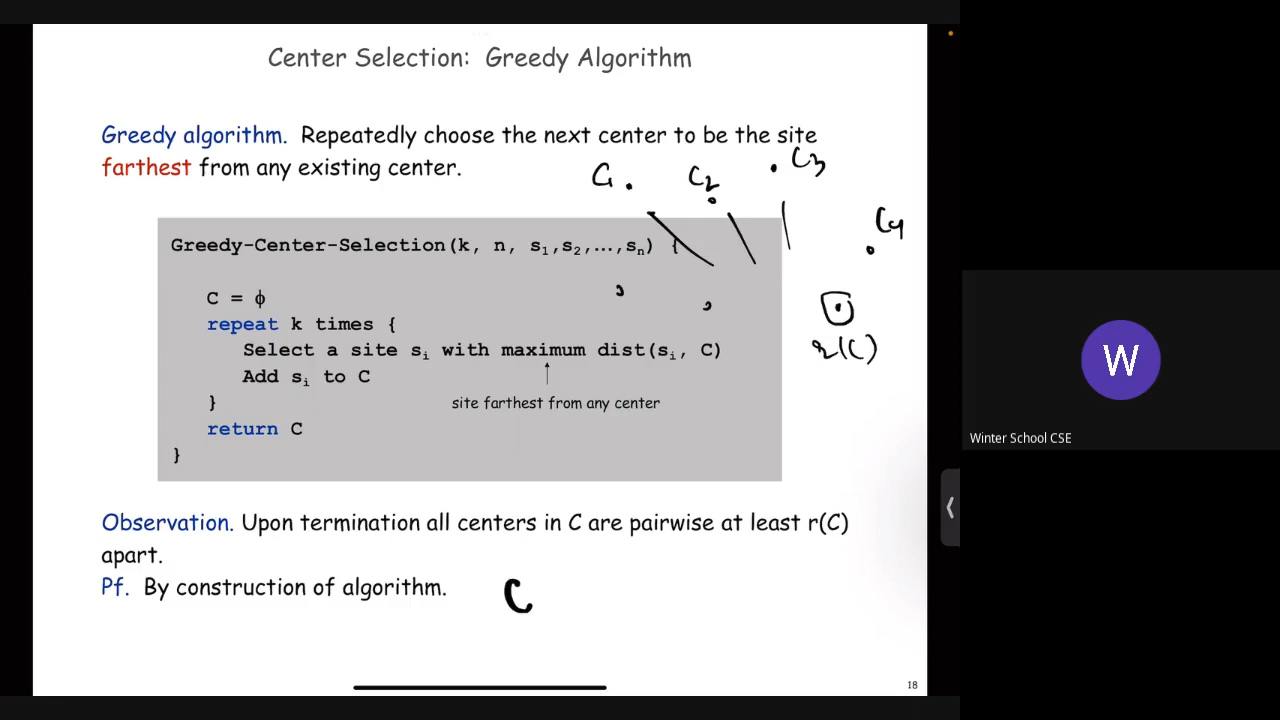 Center Selection: Greedy Algorithm
Greedy algorithm. Repeatedly choose the next center to be the site
farthest from any existing center.
C1 C2 C3
C4
Greedy-Center-Selection(k, n, s1,s2,…,sn) {
C = ϕ
repeat k times {
Select a site si with maximum dist(si, C)
Add si to C
}
site farthest from any center
return C
}
r(C)
Observation. Upon termination all centers in C are pairwise at least r(C)
apart.
Pf. By construction of algorithm.
C
18
W
Winter School CSE